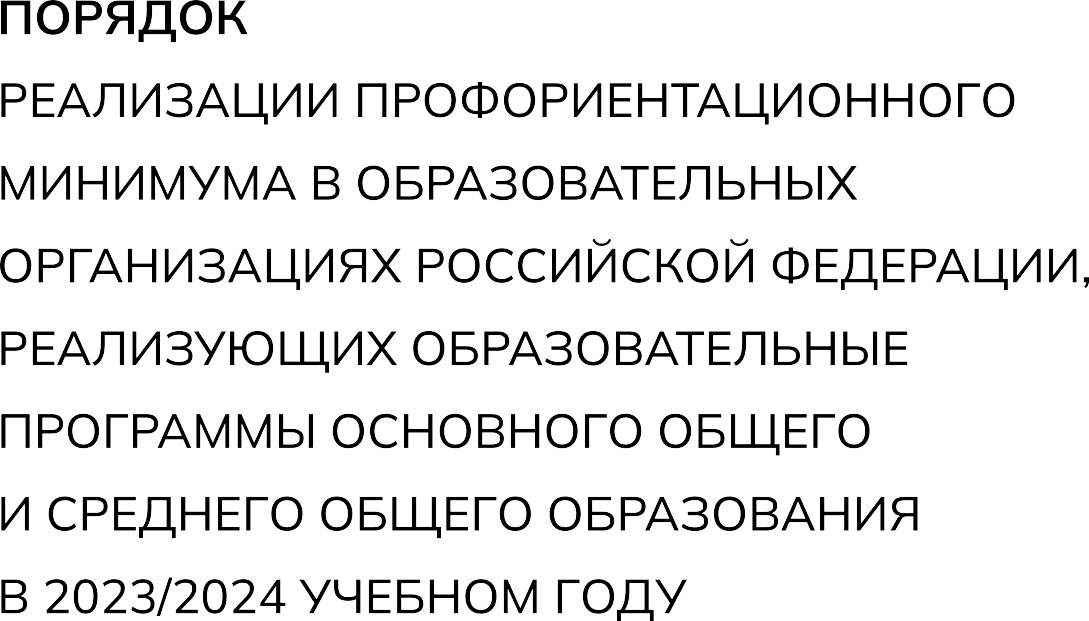 ПОРЯДОК
РЕАЛИЗАЦИИ ПРОФОРИЕНТАЦИОННОГО
МИНИМУМА В ОБРАЗОВАТЕЛЬНЫХ
ОРГАНИЗАЦИЯХ РОССИЙСКОЙ ФЕДЕРАЦИИ,
РЕАЛИЗУЮЩИХ ОБРАЗОВАТЕЛЬНЫЕ
ПРОГРАММЫ ОСНОВНОГО ОБЩЕГО
И СРЕДНЕГО ОБЩЕГО ОБРАЗОВАНИЯ
В 2023/2024 УЧЕБНОМ ГОДУ